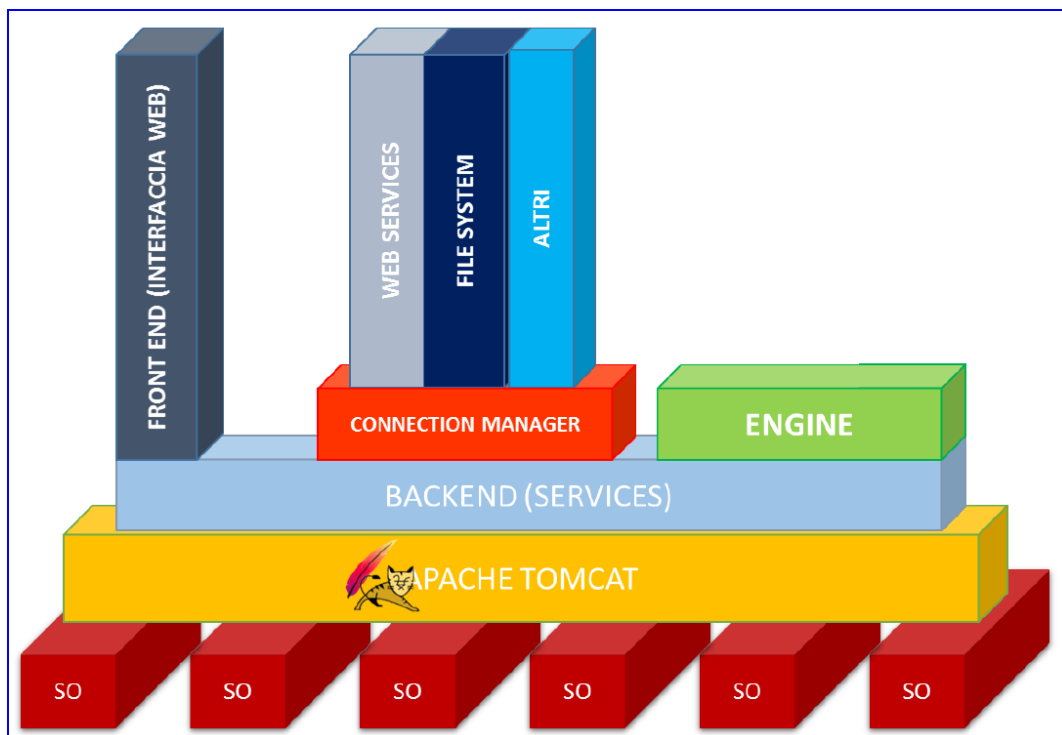 FRONT END (INTERFACCIA WEB)
WEB SERVICES
FILE SYSTEM
ALTRI
CONNECTION MANAGER
ENGINE
BACKEND (SERVICES)
APACHE TOMCAT
SO
SO
SO
SO
SO
SO